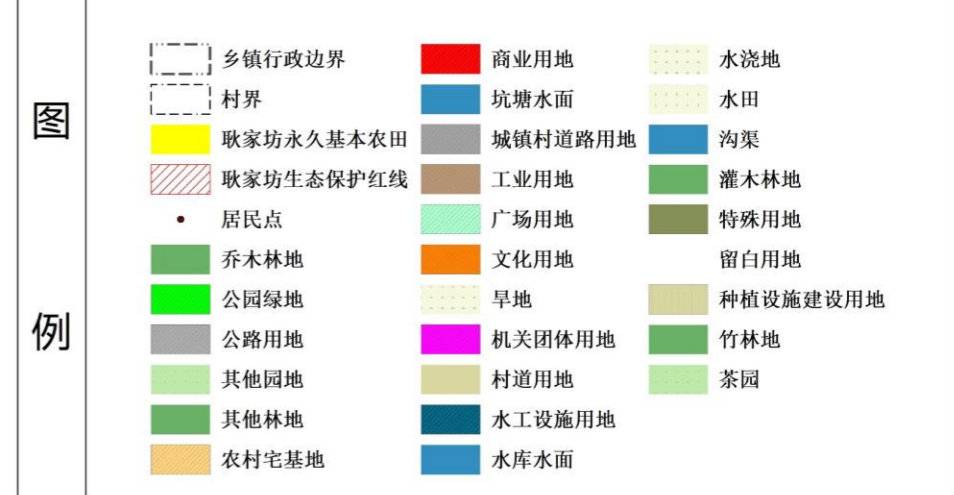 图例
乡镇行政边界
村界
耿家坊永久基本农田
耿家坊生态保护红线
居民点
乔木林地
公园绿地
公路用地
其他园地
其他林地
农村宅基地
商业用地
坑塘水面
城镇村道路用地
工业用地
广场用地
文化用地
旱地
机关团体用地
村道用地
水工设施用地
水库水面
水浇地
水田
沟渠
灌木林地
特殊用地
留白用地
种植设施建设用地
竹林地
茶园